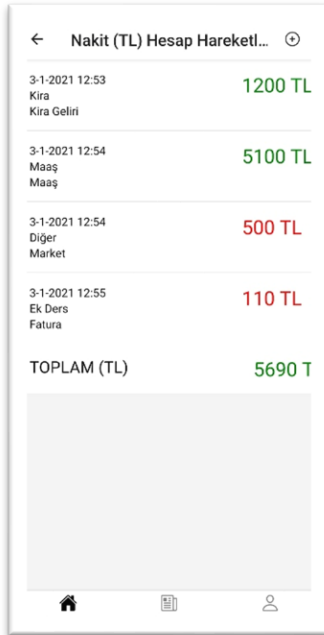 Nakit (TL) Hesap Hareketl...
3-1-2021 12:53
Kira
Kira Geliri
1200 TL
3-1-2021 12:54
Maaş
Maaş
5100 TL
3-1-2021 12:54
Diğer
Market
500 TL
3-1-2021 12:55
Ek Ders
Fatura
110 TL
TOPLAM (TL)
5690 T